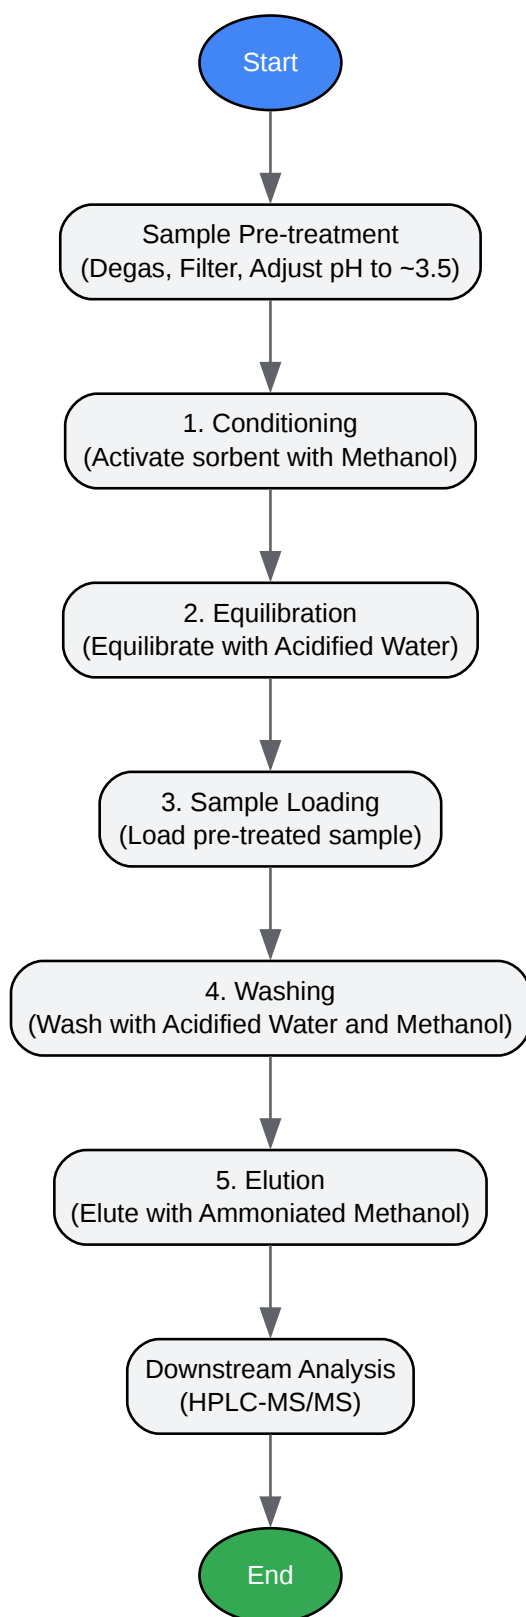 Start
Sample Pre-treatment
(Degas, Filter, Adjust pH to ~3.5)
1. Conditioning
(Activate sorbent with Methanol)
2. Equilibration
(Equilibrate with Acidified Water)
3. Sample Loading
(Load pre-treated sample)
4. Washing
(Wash with Acidified Water and Methanol)
5. Elution
(Elute with Ammoniated Methanol)
Downstream Analysis
(HPLC-MS/MS)
End